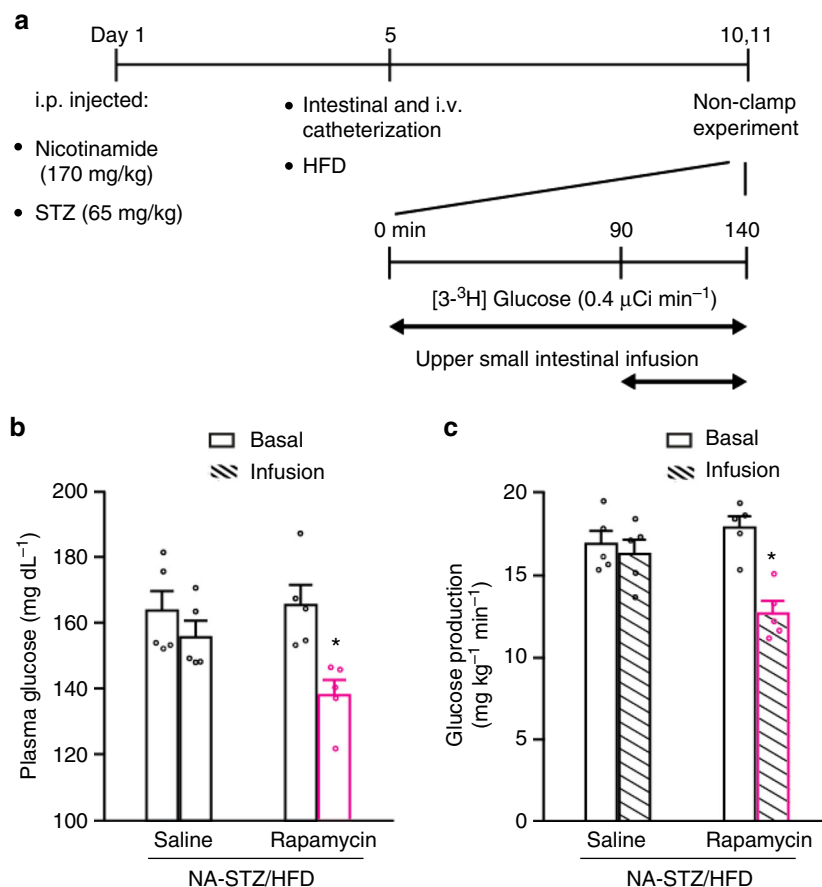 a
Day 1
5
10,11
i.p. injected:
• Nicotinamide
(170 mg/kg)
• STZ (65 mg/kg)
• Intestinal and i.v.
catheterization
• HFD
Non-clamp
experiment
0 min
90
140
[3-³H] Glucose (0.4 μCi min⁻¹)
Upper small intestinal infusion
b
Basal
Infusion
Plasma glucose (mg dL⁻¹)
200
180
160
140
120
100
*
Saline
Rapamycin
NA-STZ/HFD
c
Basal
Infusion
Glucose production
(mg kg⁻¹ min⁻¹)
20
15
10
5
0
*
Saline
Rapamycin
NA-STZ/HFD